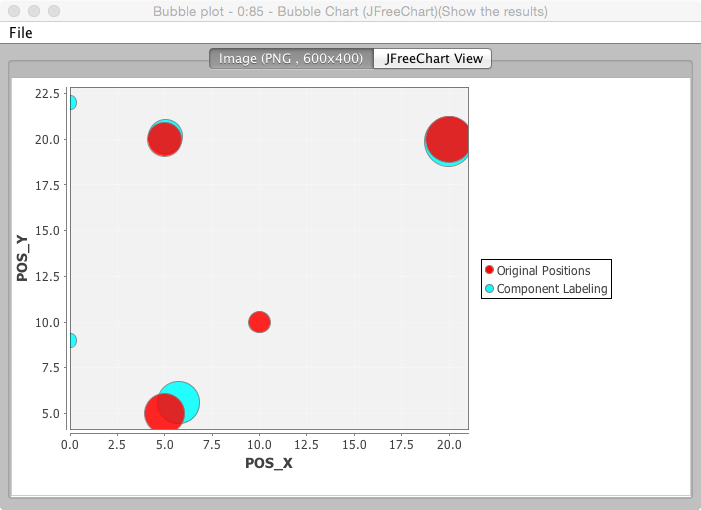 Bubble plot - 0:85 - Bubble Chart (JFreeChart)(Show the results)
File
Image (PNG , 600x400) JFreeChart View
22.5
20.0
17.5
15.0
12.5
10.0
7.5
5.0
POS_Y
0.0 2.5 5.0 7.5 10.0 12.5 15.0 17.5 20.0
POS_X
Original Positions
Component Labeling